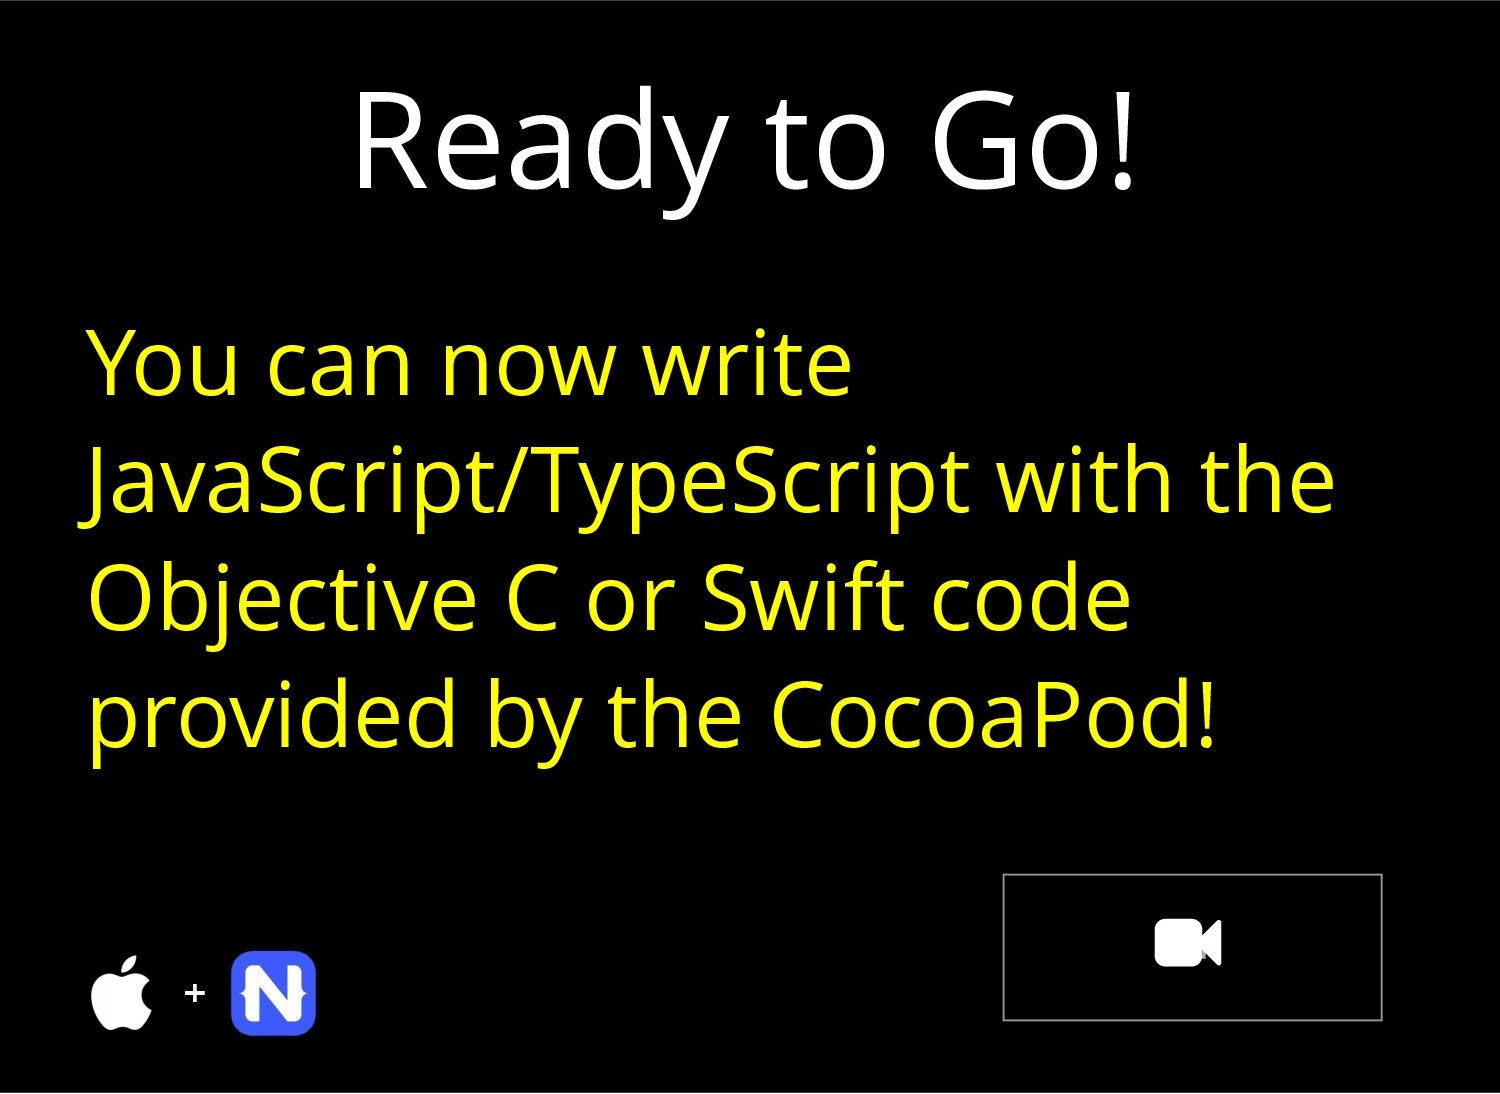 Ready to Go!
You can now write
JavaScript/TypeScript with the
Objective C or Swift code
provided by the CocoaPod!
+ N